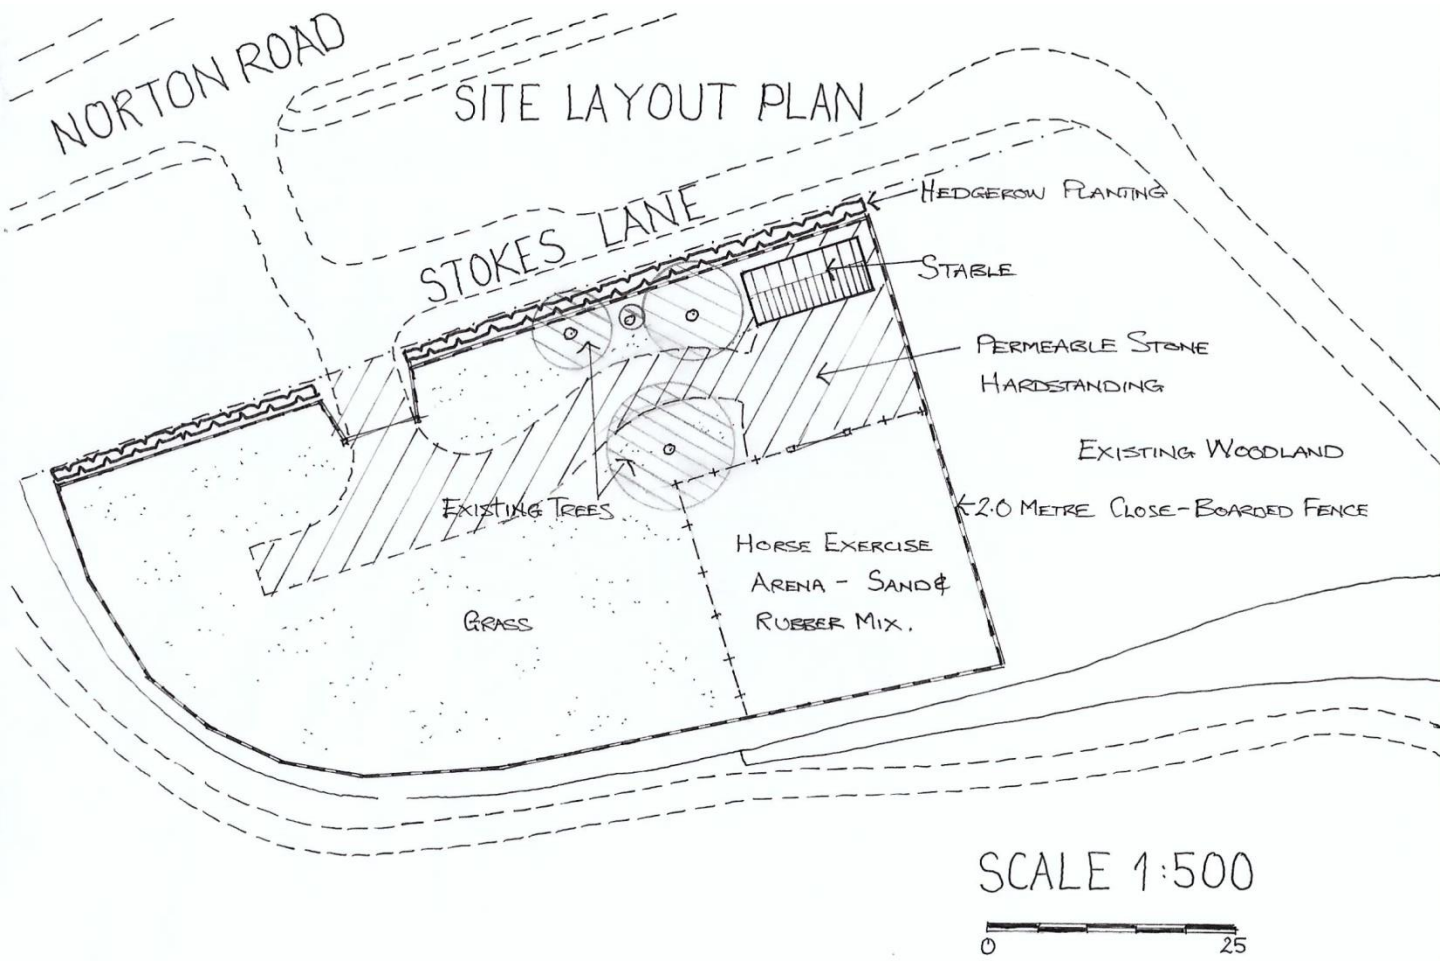 NORTON ROAD
SITE LAYOUT PLAN
HEDGEROW PLANTING
STOKES LANE
STABLE
PERMEABLE STONE
HARDSTANDING
EXISTING WOODLAND
EXISTING TREES
2.0 METRE CLOSE-BOARDED FENCE
HORSE EXERCISE
ARENA - SAND &
RUBBER MIX.
GRASS
SCALE 1:500
0 25